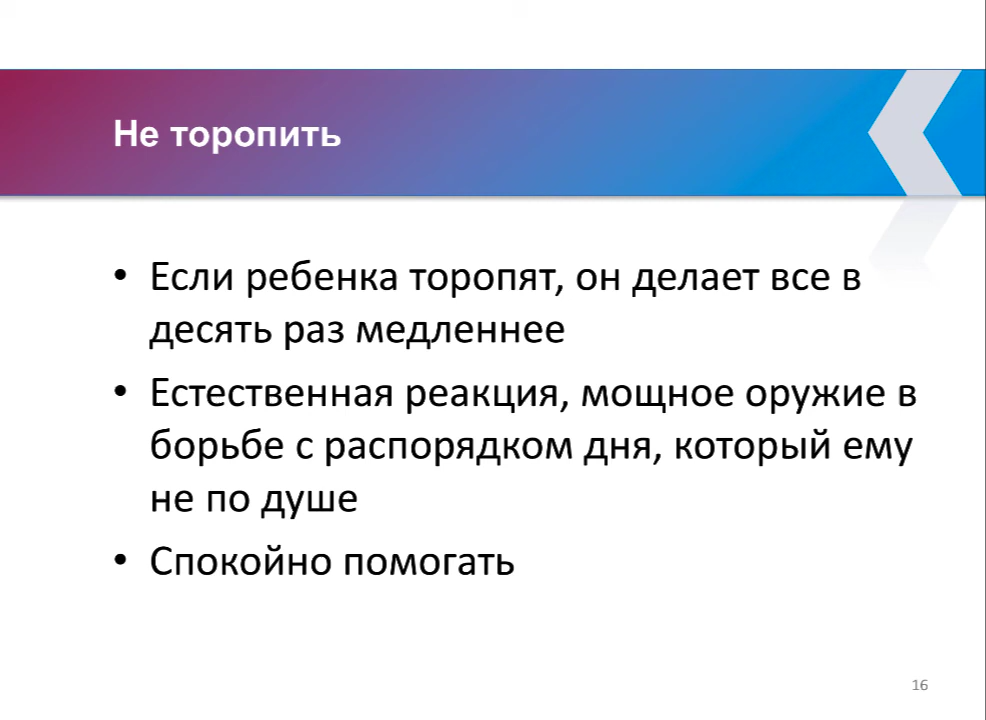 Не торопить
• Если ребенка торопят, он делает все в
десять раз медленнее
• Естественная реакция, мощное оружие в
борьбе с распорядком дня, который ему
не по душе
• Спокойно помогать
16